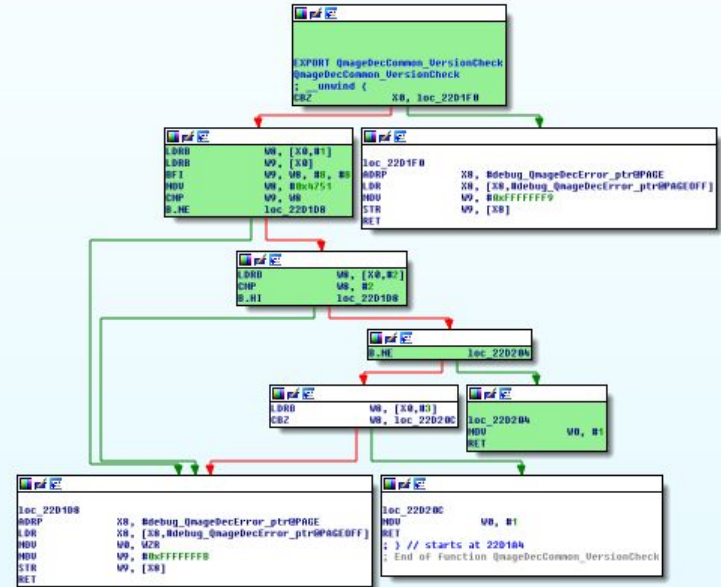 EXPORT QmageDecCommon_VersionCheck
QmageDecCommon_VersionCheck
; __unwind {
CBZ X0, loc_22D1F0
LDRB W8, [X0,#1]
LDRB W9, [X0]
BFI W9, W8, #8, #8
MOV W8, #0x4751
CMP W9, W8
B.NE loc_22D1D8
loc_22D1F0
ADRP X8, #debug_QmageDecError_ptr@PAGE
LDR X8, [X8,#debug_QmageDecError_ptr@PAGEOFF]
MOV W9, #0xFFFFFFF9
STR W9, [X8]
RET
LDRB W8, [X0,#2]
CMP W8, #2
B.HI loc_22D1D8
B.NE loc_22D204
LDRB W8, [X0,#3]
CBZ W8, loc_22D20C
loc_22D204
MOV W0, #1
RET
loc_22D1D8
ADRP X8, #debug_QmageDecError_ptr@PAGE
LDR X8, [X8,#debug_QmageDecError_ptr@PAGEOFF]
MOV W0, WZR
MOV W9, #0xFFFFFFFB
STR W9, [X8]
RET
loc_22D20C
MOV W0, #1
RET
; } // starts at 22D1A4
; End of function QmageDecCommon_VersionCheck